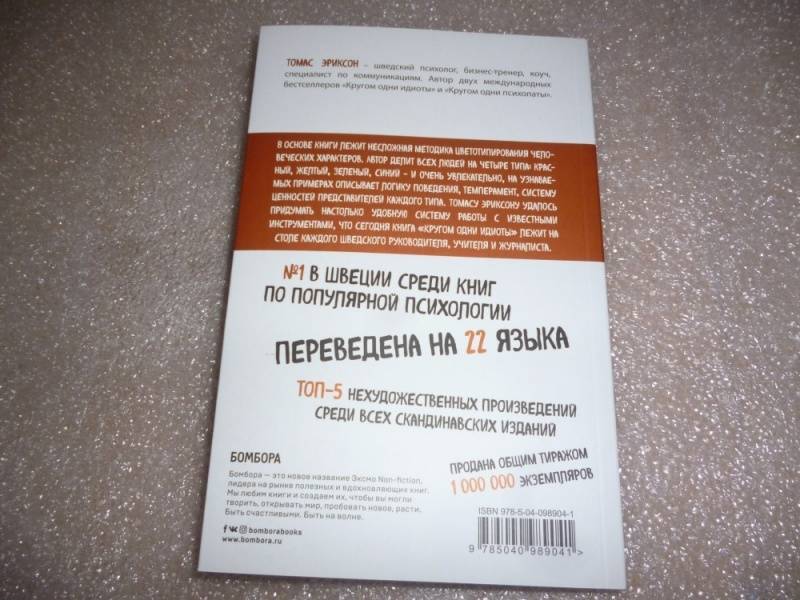 ТОМАС ЭРИКСОН – шведский психолог, бизнес-тренер, коуч,
специалист по коммуникациям. Автор двух международных
бестселлеров «Кругом одни идиоты» и «Кругом одни психопаты».
В ОСНОВЕ КНИГИ ЛЕЖИТ НЕСЛОЖНАЯ МЕТОДИКА ЦВЕТОТИПИРОВАНИЯ ЧЕЛО-
ВЕЧЕСКИХ ХАРАКТЕРОВ. АВТОР ДЕЛИТ ВСЕХ ЛЮДЕЙ НА ЧЕТЫРЕ ТИПА: КРАС-
НЫЙ, ЖЕЛТЫЙ, ЗЕЛЕНЫЙ, СИНИЙ – И ОЧЕНЬ УВЛЕКАТЕЛЬНО, НА УЗНАВАЕ-
МЫХ ПРИМЕРАХ ОПИСЫВАЕТ ЛОГИКУ ПОВЕДЕНИЯ, ТЕМПЕРАМЕНТ, СИСТЕМУ
ЦЕННОСТЕЙ ПРЕДСТАВИТЕЛЕЙ КАЖДОГО ТИПА. ТОМАСУ ЭРИКСОНУ УДАЛОСЬ
ПРИДУМАТЬ НАСТОЛЬКО УДОБНУЮ СИСТЕМУ РАБОТЫ С ИЗВЕСТНЫМИ
ИНСТРУМЕНТАМИ, ЧТО СЕГОДНЯ КНИГА «КРУГОМ ОДНИ ИДИОТЫ» ЛЕЖИТ НА
СТОЛЕ КАЖДОГО ШВЕДСКОГО РУКОВОДИТЕЛЯ, УЧИТЕЛЯ И ЖУРНАЛИСТА.
№1 В ШВЕЦИИ СРЕДИ КНИГ
ПО ПОПУЛЯРНОЙ ПСИХОЛОГИИ
ПЕРЕВЕДЕНА НА 22 ЯЗЫКА
ТОП-5 НЕХУДОЖЕСТВЕННЫХ ПРОИЗВЕДЕНИЙ
СРЕДИ ВСЕХ СКАНДИНАВСКИХ ИЗДАНИЙ
ПРОДАНА ОБЩИМ ТИРАЖОМ
1 000 000 ЭКЗЕМПЛЯРОВ
БОМБОРА
Бомбора — это новое название Эксмо Non-fiction,
лидера на рынке полезных и вдохновляющих книг.
Мы любим книги и создаем их, чтобы вы могли
творить, открывать мир, пробовать новое, расти.
Быть счастливыми. Быть на волне.
bomborabooks
www.bombora.ru
ISBN 978-5-04-098904-1
9 785040 989041 >